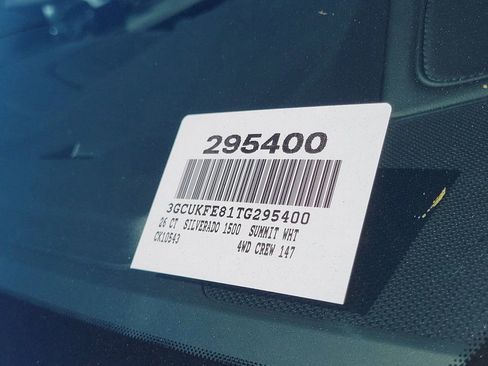 295400
3GCUKFE81TG295400
26 CT SILVERADO 1500 SUMMIT WHT
CK10543 4WD CREW 147